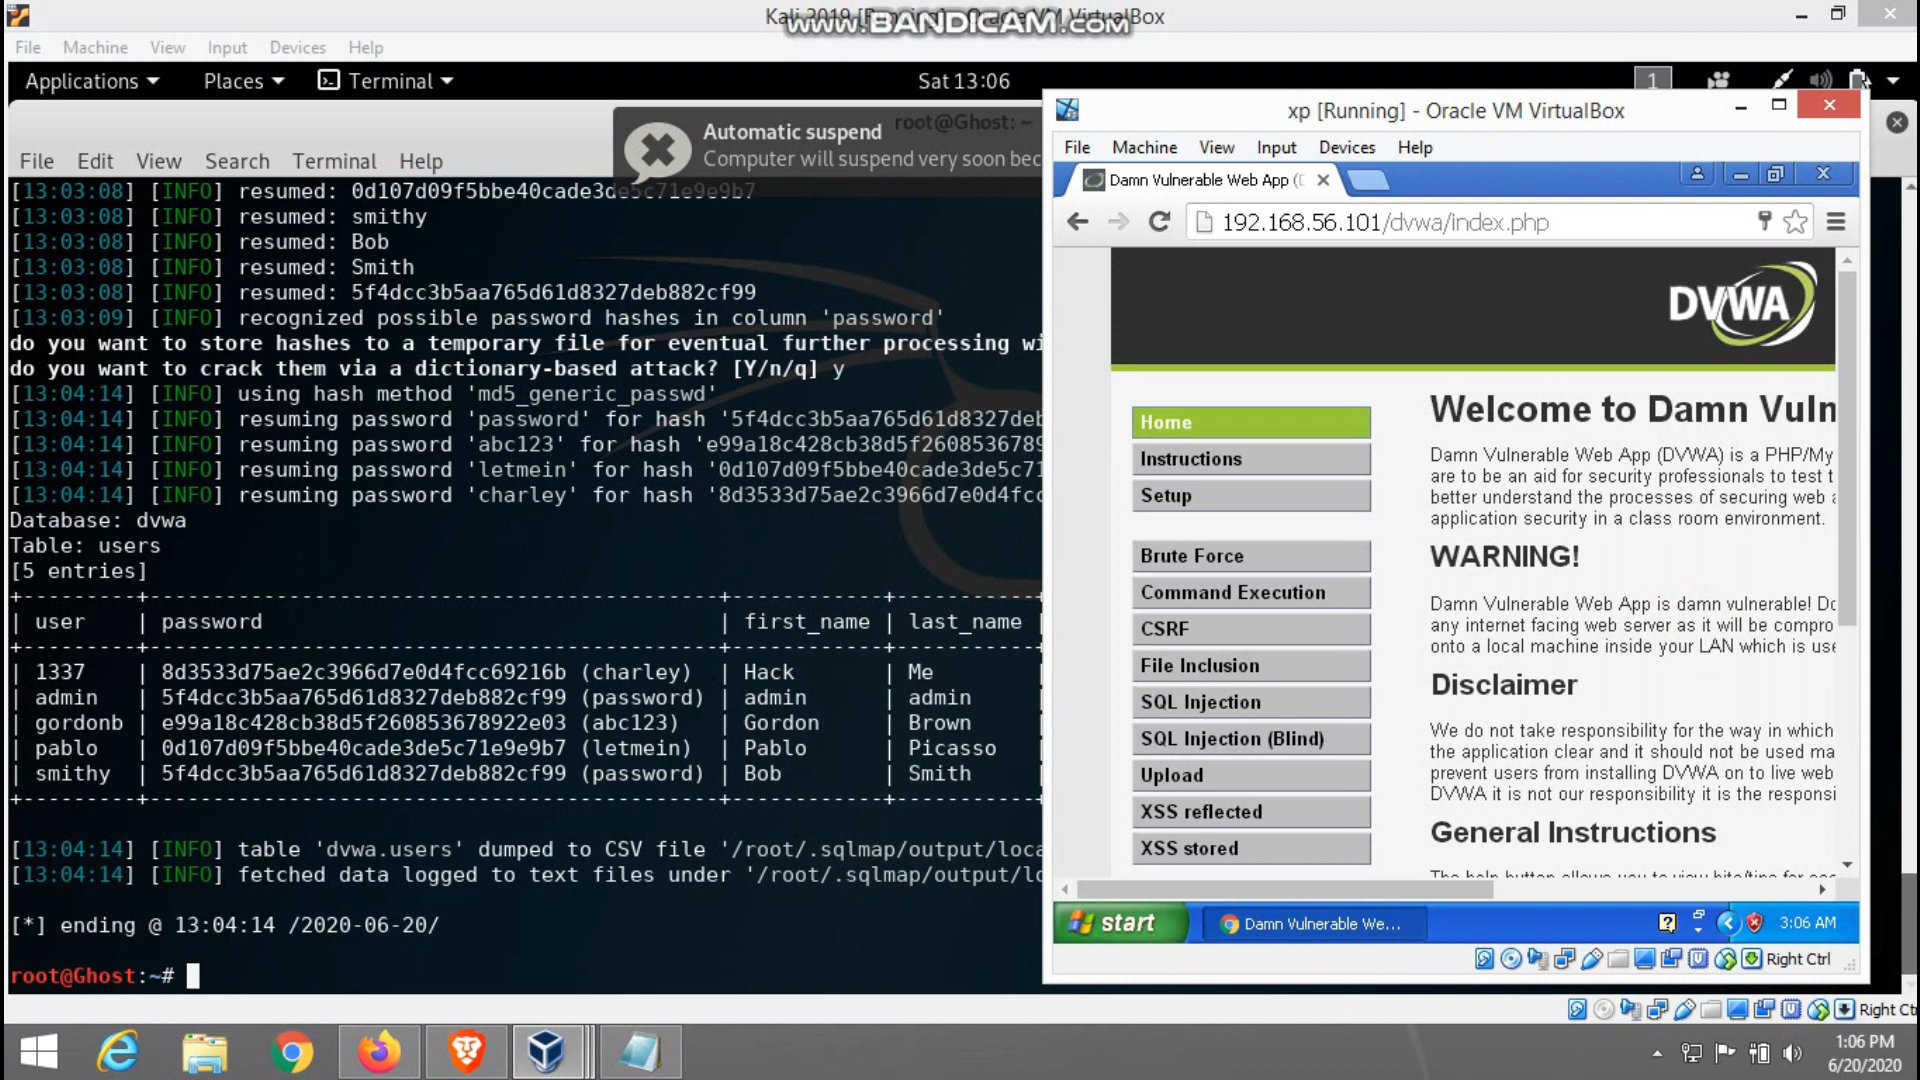 Kali 2019 [Running] - Oracle VM VirtualBox
www.BANDICAM.com
File Machine View Input Devices Help
Applications Places Terminal Sat 13:06 1
root@Ghost: ~
Automatic suspend
Computer will suspend very soon bec
File Edit View Search Terminal Help
[13:03:08] [INFO] resumed: 0d107d09f5bbe40cade3de5c71e9e9b7
[13:03:08] [INFO] resumed: smithy
[13:03:08] [INFO] resumed: Bob
[13:03:08] [INFO] resumed: Smith
[13:03:08] [INFO] resumed: 5f4dcc3b5aa765d61d8327deb882cf99
[13:03:09] [INFO] recognized possible password hashes in column 'password'
do you want to store hashes to a temporary file for eventual further processing wi
do you want to crack them via a dictionary-based attack? [Y/n/q] y
[13:04:14] [INFO] using hash method 'md5_generic_passwd'
[13:04:14] [INFO] resuming password 'password' for hash '5f4dcc3b5aa765d61d8327deb
[13:04:14] [INFO] resuming password 'abc123' for hash 'e99a18c428cb38d5f2608536789
[13:04:14] [INFO] resuming password 'letmein' for hash '0d107d09f5bbe40cade3de5c71
[13:04:14] [INFO] resuming password 'charley' for hash '8d3533d75ae2c3966d7e0d4fcc
Database: dvwa
Table: users
[5 entries]
| user | password | first_name | last_name |
| 1337 | 8d3533d75ae2c3966d7e0d4fcc69216b (charley) | Hack | Me
| admin | 5f4dcc3b5aa765d61d8327deb882cf99 (password) | admin | admin |
| gordonb | e99a18c428cb38d5f260853678922e03 (abc123) | Gordon | Brown |
| pablo | 0d107d09f5bbe40cade3de5c71e9e9b7 (letmein) | Pablo | Picasso |
| smithy | 5f4dcc3b5aa765d61d8327deb882cf99 (password) | Bob | Smith |
[13:04:14] [INFO] table 'dvwa.users' dumped to CSV file '/root/.sqlmap/output/loca
[13:04:14] [INFO] fetched data logged to text files under '/root/.sqlmap/output/lo
[*] ending @ 13:04:14 /2020-06-20/
root@Ghost:~#
xp [Running] - Oracle VM VirtualBox
File Machine View Input Devices Help
Damn Vulnerable Web App (
192.168.56.101/dvwa/index.php
DVWA
Home
Instructions
Setup
Brute Force
Command Execution
CSRF
File Inclusion
SQL Injection
SQL Injection (Blind)
Upload
XSS reflected
XSS stored
Welcome to Damn Vuln
Damn Vulnerable Web App (DVWA) is a PHP/My
are to be an aid for security professionals to test t
better understand the processes of securing web a
application security in a class room environment.
WARNING!
Damn Vulnerable Web App is damn vulnerable! Do
any internet facing web server as it will be compro
onto a local machine inside your LAN which is use
Disclaimer
We do not take responsibility for the way in which
the application clear and it should not be used ma
prevent users from installing DVWA on to live web
DVWA it is not our responsibility it is the responsi
General Instructions
start Damn Vulnerable We... 3:06 AM
Right Ctrl
Right Ct
1:06 PM
6/20/2020